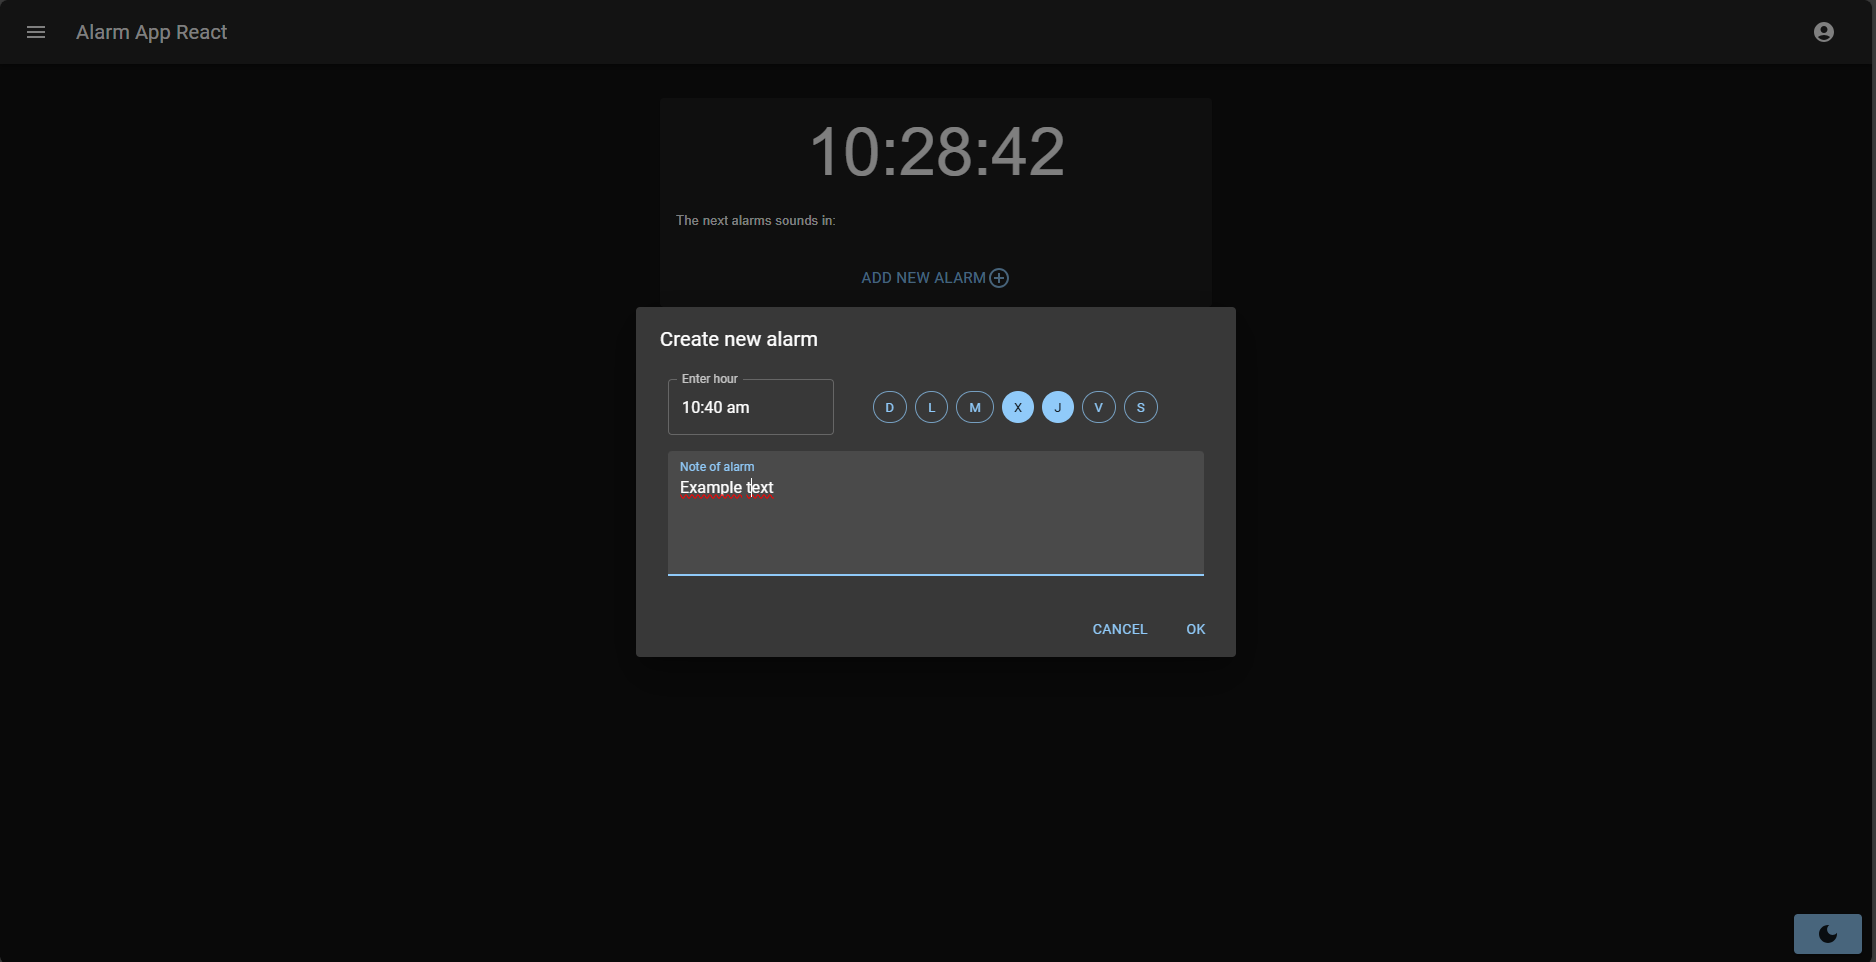 Alarm App React
10:28:42
The next alarms sounds in:
ADD NEW ALARM
Create new alarm
Enter hour
10:40 am
D L M X J V S
Note of alarm
Example text
CANCEL OK